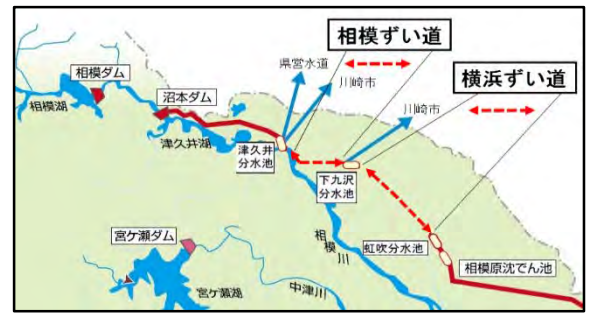 相模ずい道
横浜ずい道
県営水道
川崎市
川崎市
相模ダム
相模湖
沼本ダム
津久井湖
津久井
分水池
下九沢
分水池
相模川
虹吹分水池
相模原沈でん池
宮ケ瀬ダム
宮ケ瀬湖
中津川